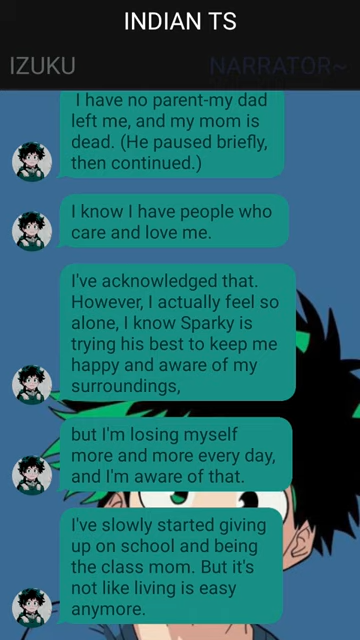 INDIAN TS
IZUKU
NARRATOR~
I have no parent-my dad
left me, and my mom is
dead. (He paused briefly,
then continued.)
I know I have people who
care and love me.
I've acknowledged that.
However, I actually feel so
alone, I know Sparky is
trying his best to keep me
happy and aware of my
surroundings,
but I'm losing myself
more and more every day,
and I'm aware of that.
I've slowly started giving
up on school and being
the class mom. But it's
not like living is easy
anymore.